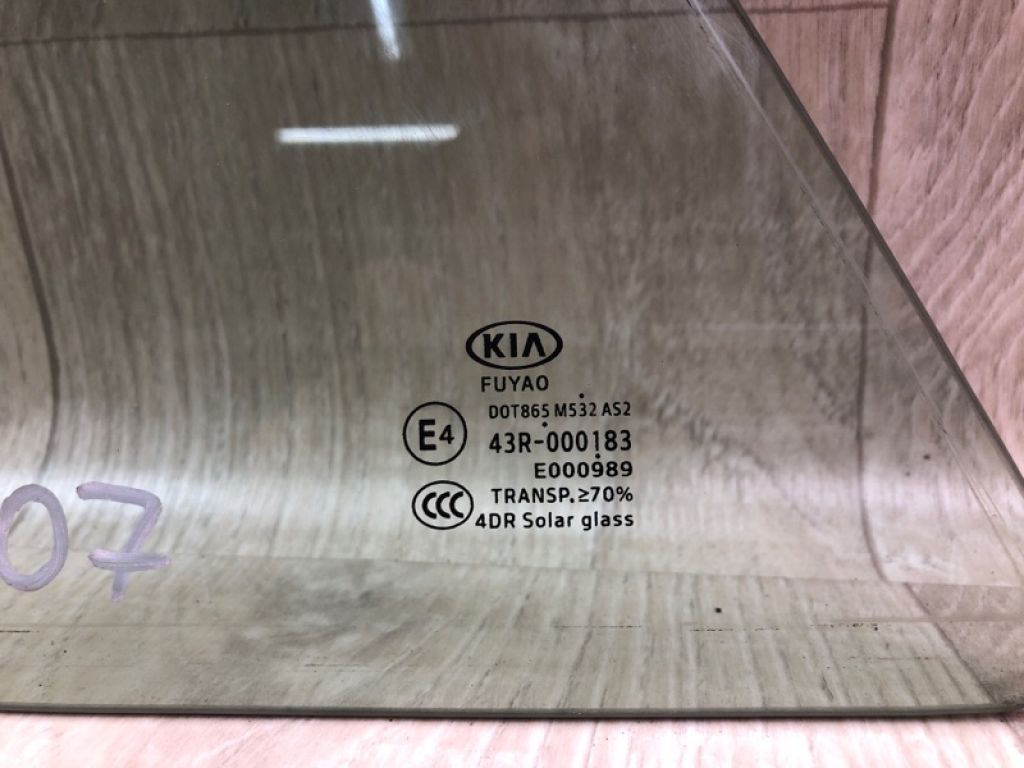 KIA
FUYAO
DOT865 M532 AS2
E4
43R-000183
E000989
CCC
TRANSP.≥70%
4DR Solar glass
07